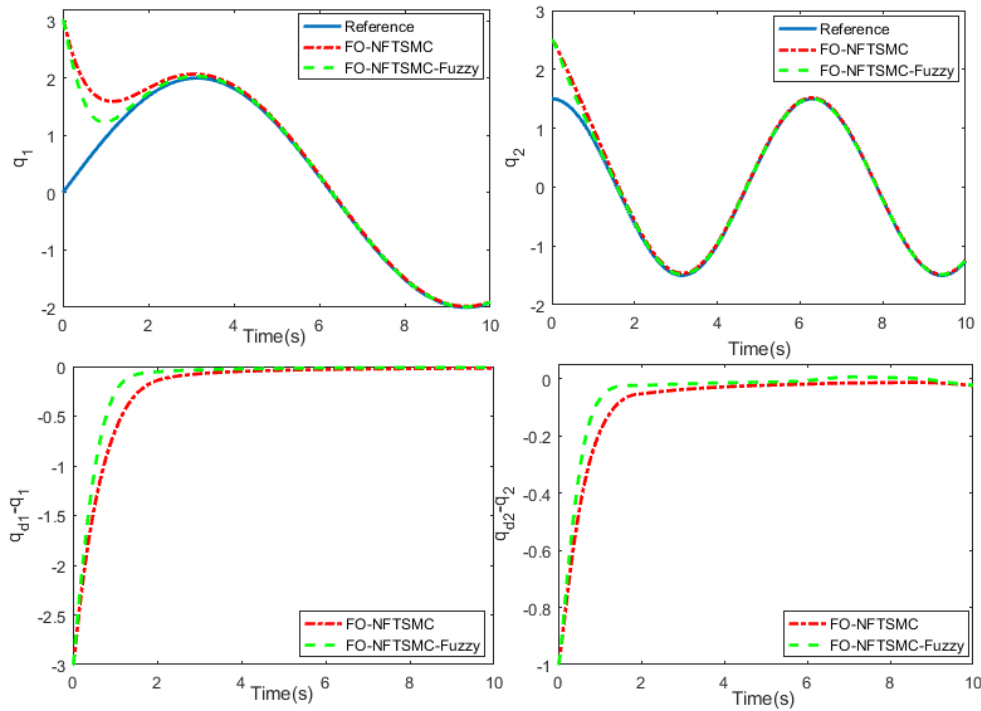 3
2
1
0
-1
-2
q1
0
2
4
6
8
10
Time(s)
Reference
FO-NFTSMC
FO-NFTSMC-Fuzzy
3
2
1
0
-1
-2
q2
0
2
4
6
8
10
Time(s)
Reference
FO-NFTSMC
FO-NFTSMC-Fuzzy
0
-0.5
-1
-1.5
-2
-2.5
-3
qd1-q1
0
2
4
6
8
10
Time(s)
FO-NFTSMC
FO-NFTSMC-Fuzzy
0
-0.2
-0.4
-0.6
-0.8
-1
qd2-q2
0
2
4
6
8
10
Time(s)
FO-NFTSMC
FO-NFTSMC-Fuzzy